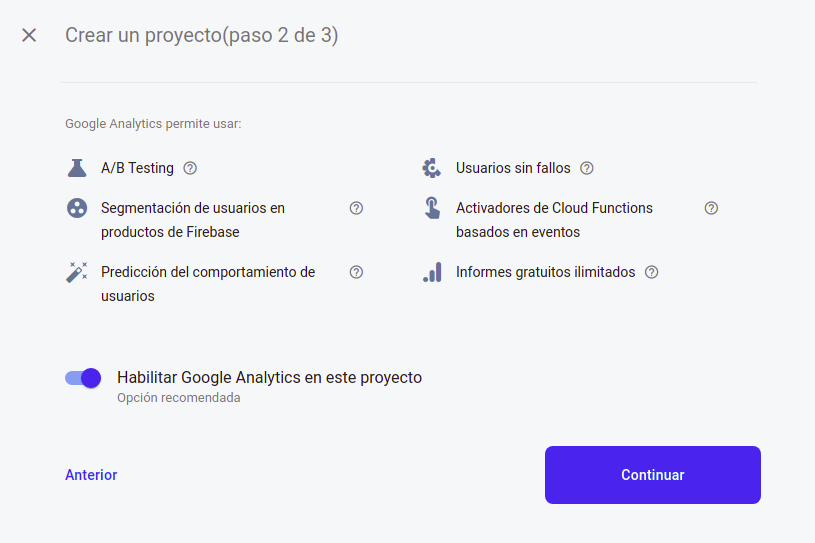 Crear un proyecto(paso 2 de 3)
Google Analytics permite usar:
A/B Testing
Usuarios sin fallos
Segmentación de usuarios en
productos de Firebase
Activadores de Cloud Functions
basados en eventos
Predicción del comportamiento de
usuarios
Informes gratuitos ilimitados
Habilitar Google Analytics en este proyecto
Opción recomendada
Anterior
Continuar